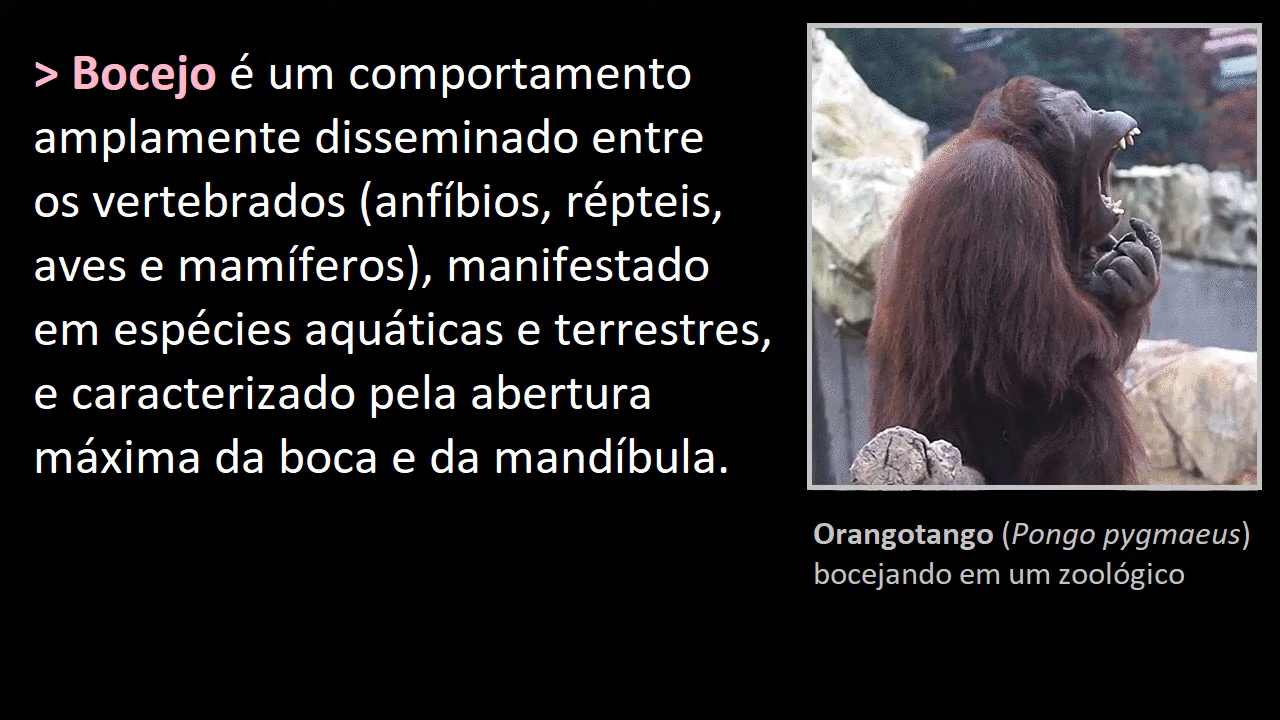 > Bocejo é um comportamento
amplamente disseminado entre
os vertebrados (anfíbios, répteis,
aves e mamíferos), manifestado
em espécies aquáticas e terrestres,
e caracterizado pela abertura
máxima da boca e da mandíbula.
Orangotango (Pongo pygmaeus)
bocejando em um zoológico